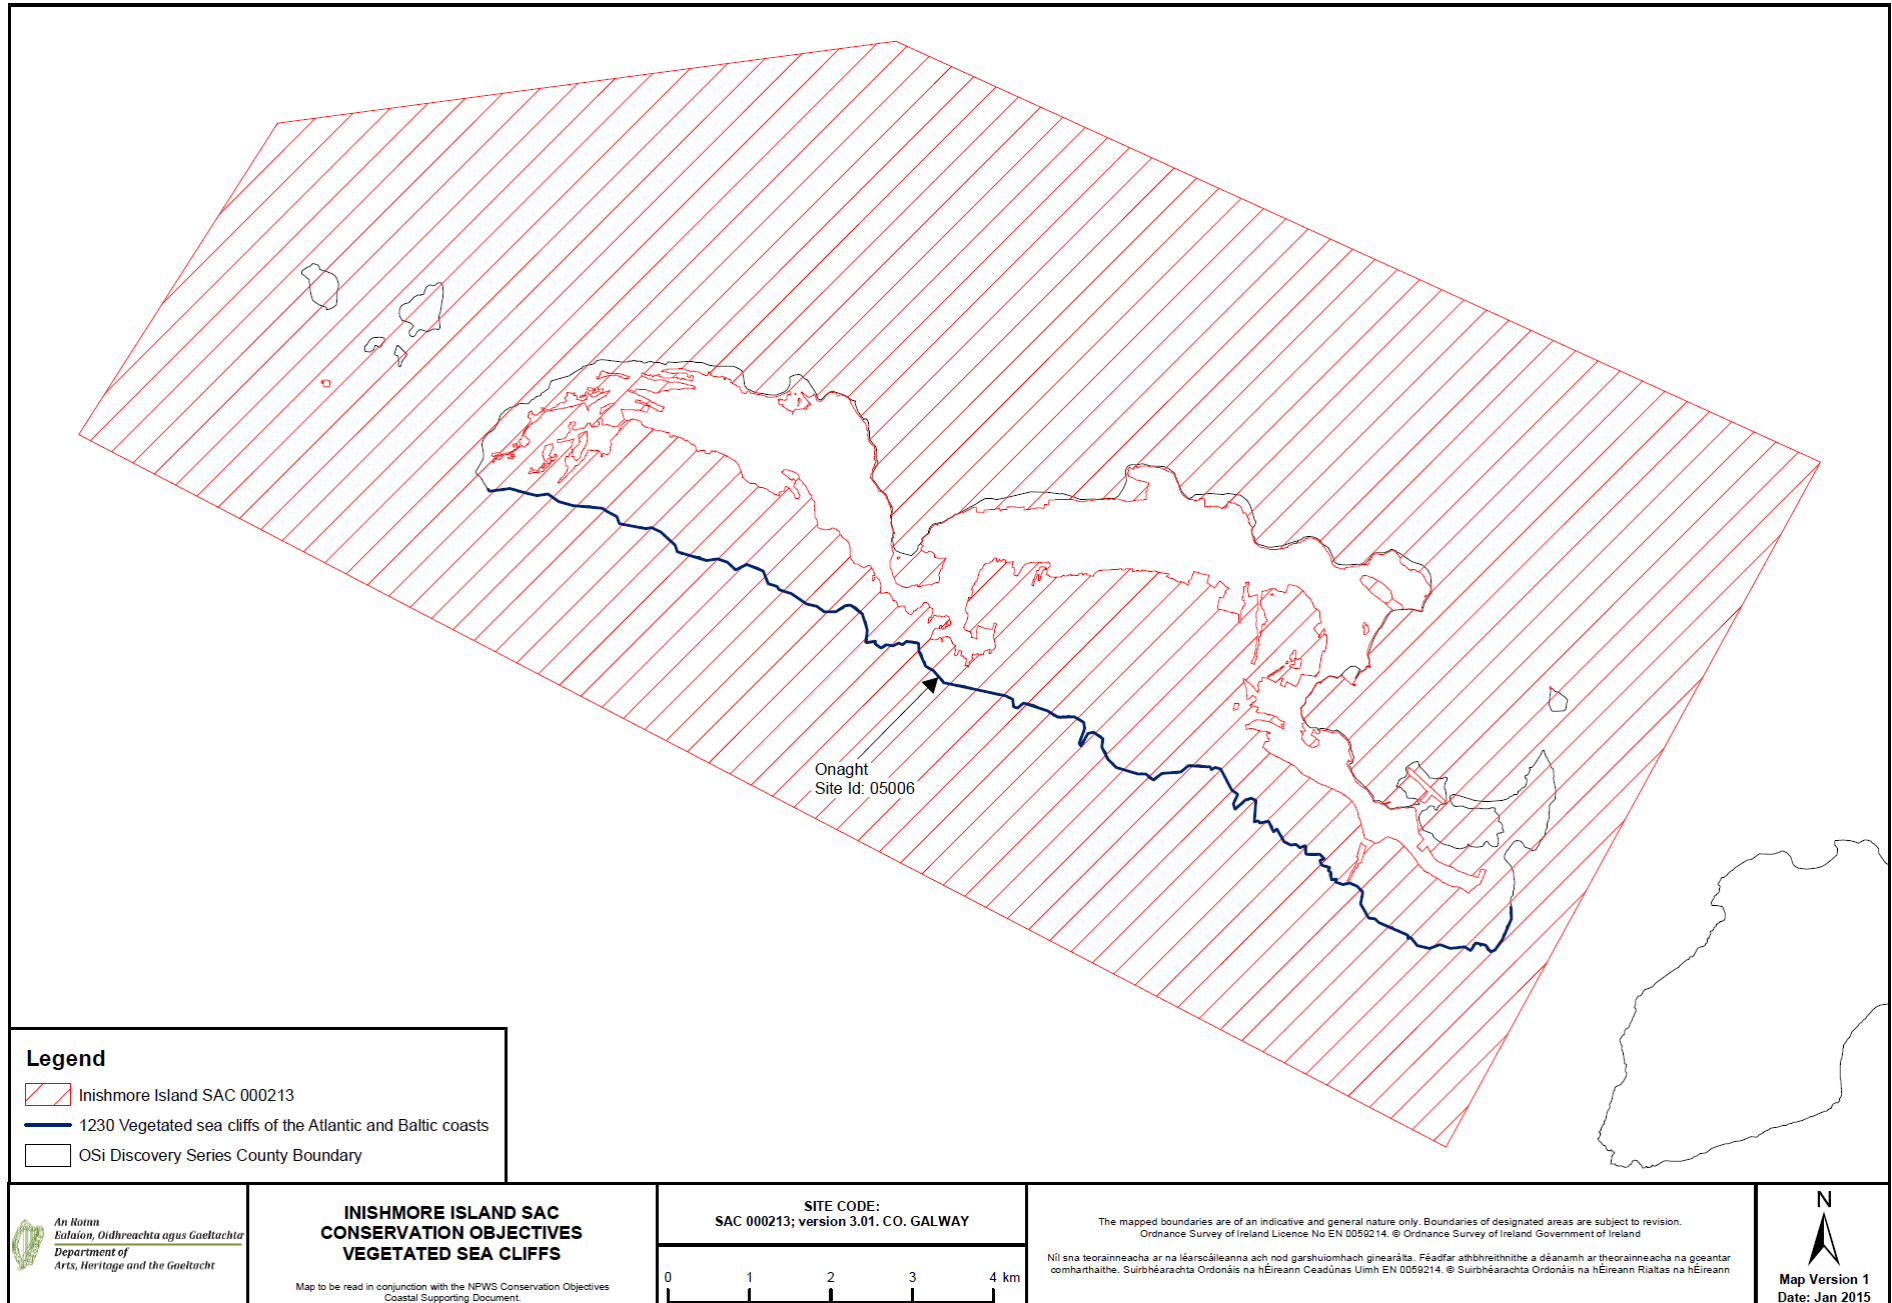 Onaght
Site Id: 05006
Legend
Inishmore Island SAC 000213
1230 Vegetated sea cliffs of the Atlantic and Baltic coasts
OSi Discovery Series County Boundary
An Roinn
Ealaíon, Oidhreachta agus Gaeltachta
Department of
Arts, Heritage and the Gaeltacht
INISHMORE ISLAND SAC
CONSERVATION OBJECTIVES
VEGETATED SEA CLIFFS
Map to be read in conjunction with the NPWS Conservation Objectives
Coastal Supporting Document.
SITE CODE:
SAC 000213; version 3.01. CO. GALWAY
0 1 2 3 4 km
The mapped boundaries are of an indicative and general nature only. Boundaries of designated areas are subject to revision.
Ordnance Survey of Ireland Licence No EN 0059214. © Ordnance Survey of Ireland Government of Ireland
Níl sna teorainneacha ar na léarscáileanna ach nod garshuiomhach ginearálta. Féadfar athbhreithnithe a déanamh ar theorainneacha na gceantar
comharthaithe. Suirbhéarachta Ordonáis na hÉireann Ceadúnas Uimh EN 0059214. © Suirbhéarachta Ordonáis na hÉireann Rialtas na hÉireann
N
Map Version 1
Date: Jan 2015